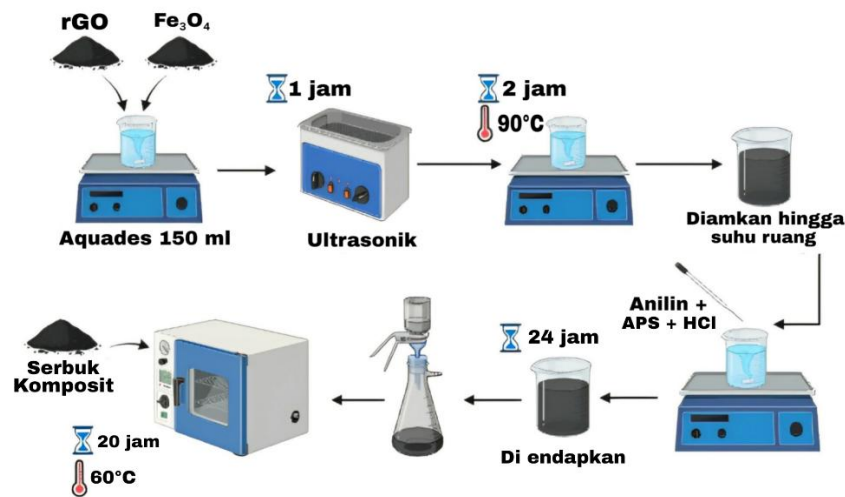 rGO
Fe₃O₄
Aquades 150 ml
1 jam
Ultrasonik
2 jam
90°C
Diamkan hingga
suhu ruang
Anilin +
APS + HCl
24 jam
Di endapkan
Serbuk
Komposit
20 jam
60°C